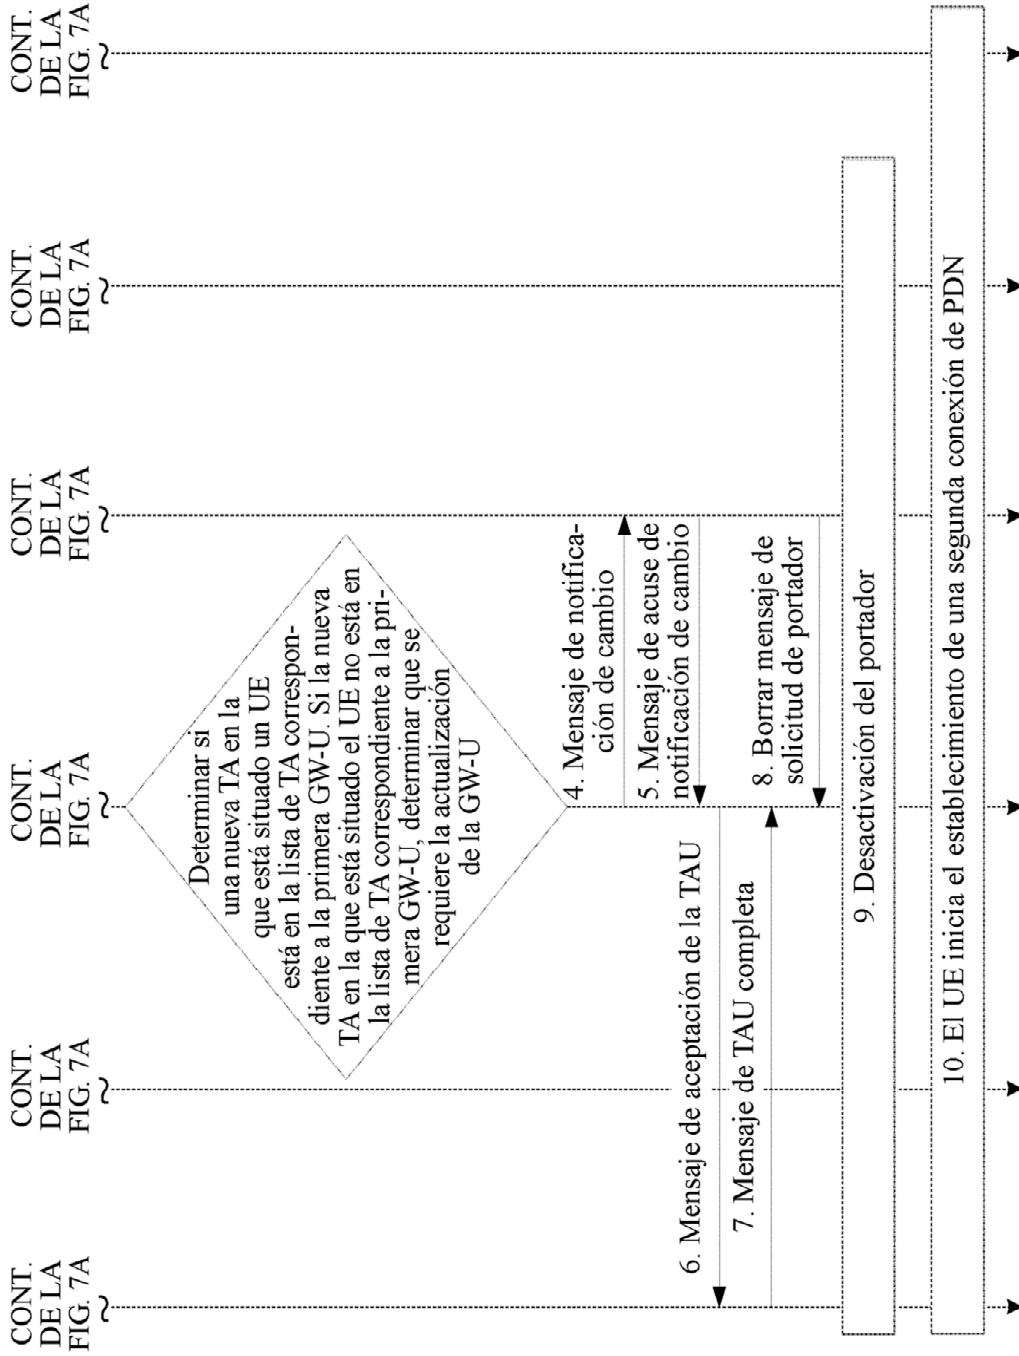 CONT.
DE LA
FIG. 7A
CONT.
DE LA
FIG. 7A
CONT.
DE LA
FIG. 7A
CONT.
DE LA
FIG. 7A
CONT.
DE LA
FIG. 7A
CONT.
DE LA
FIG. 7A
Determinar si
una nueva TA en la
que está situado un UE
está en la lista de TA correspon-
diente a la primera GW-U. Si la nueva
TA en la que está situado el UE no está en
la lista de TA correspondiente a la pri-
mera GW-U, determinar que se
requiere la actualización
de la GW-U
4. Mensaje de notifica-
ción de cambio
5. Mensaje de acuse de
notificación de cambio
6. Mensaje de aceptación de la TAU
7. Mensaje de TAU completa
8. Borrar mensaje de
solicitud de portador
9. Desactivación del portador
10. El UE inicia el establecimiento de una segunda conexión de PDN